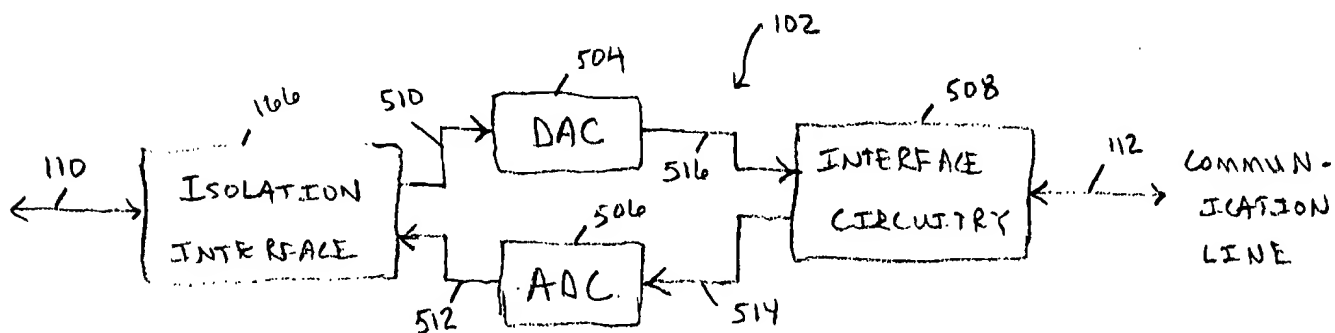 102
504
508
166
510
DAC
110
516
112
ISOLATION
INTERFACE
INTERFACE
CIRCUITRY
COMMUN-
ICATION
LINE
506
ADC
512
514